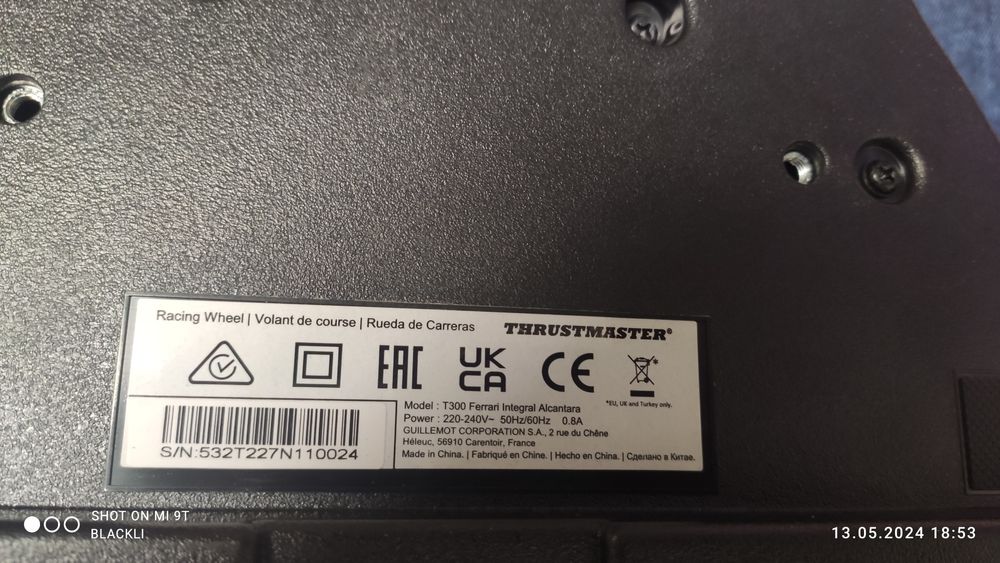 Racing Wheel | Volant de course | Rueda de Carreras
THRUSTMASTER®
EAC
UK
CA
CE
*
*EU, UK and Turkey only.
Model : T300 Ferrari Integral Alcantara
Power : 220-240V~ 50Hz/60Hz 0.8A
GUILLEMOT CORPORATION S.A., 2 rue du Chêne
Héleuc, 56910 Carentoir, France
Made in China. | Fabriqué en Chine. | Hecho en China. | Сделано в Китае.
S/N:532T227N110024
SHOT ON MI 9T
BLACKLI
13.05.2024 18:53